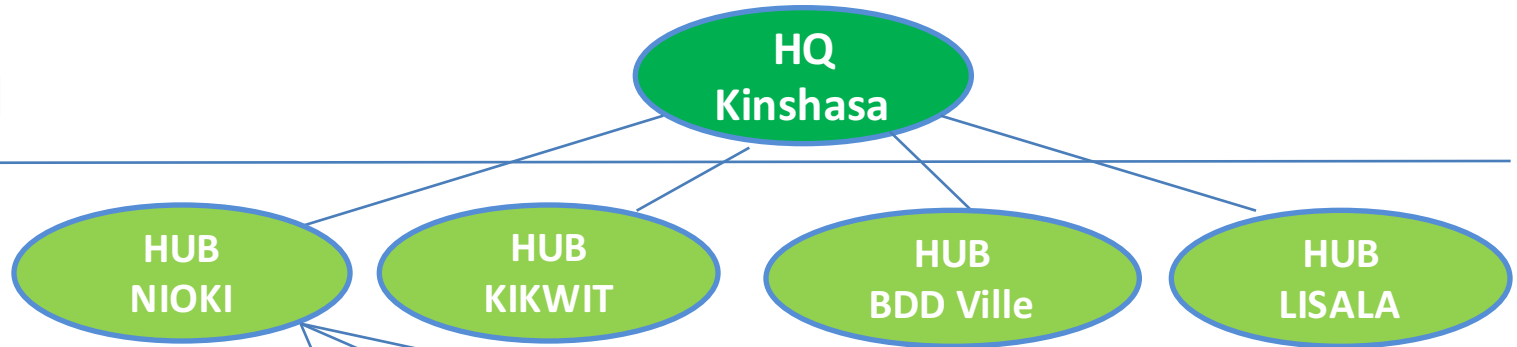 HQ
Kinshasa
HUB
NIOKI
HUB
KIKWIT
HUB
BDD Ville
HUB
LISALA